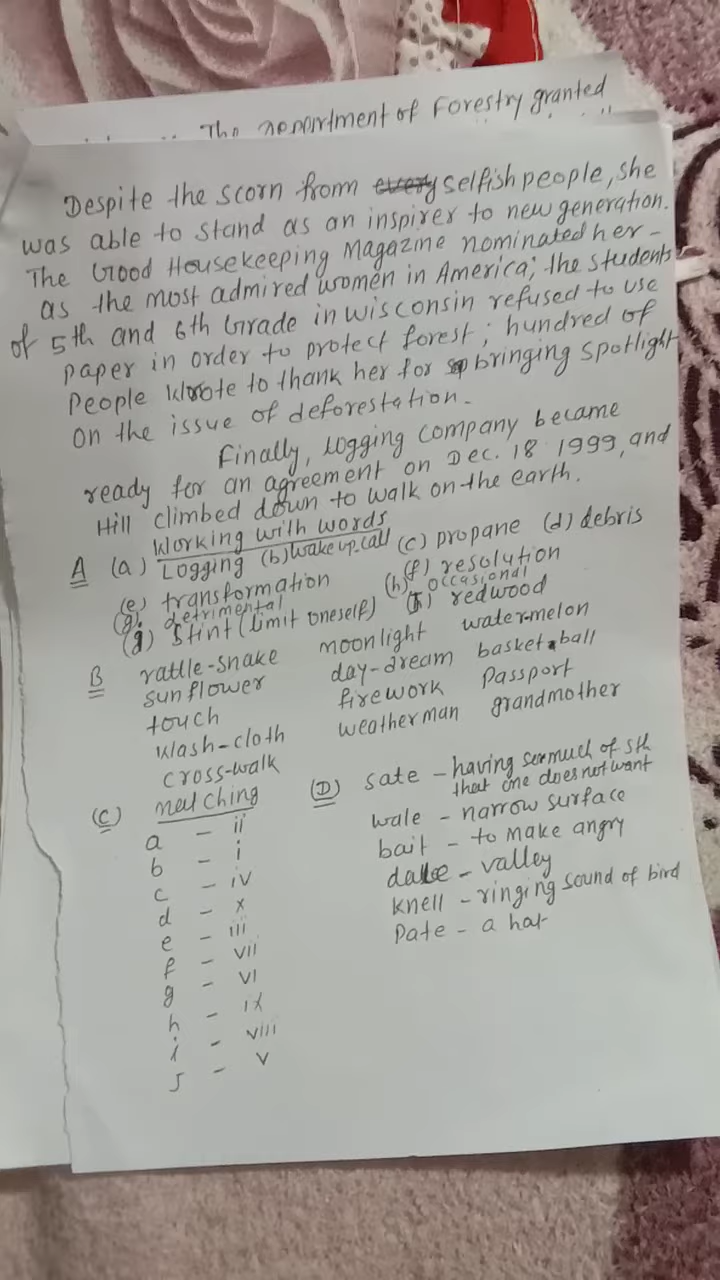 The Department of Forestry granted
Despite the scorn from every selfish people, she
was able to stand as an inspirer to new generation.
The Good Housekeeping Magazine nominated her -
as the most admired women in America; the students
of 5th and 6th Grade in Wisconsin refused to use
paper in order to protect forest; hundred of
people wrote to thank her for bringing spotlight
on the issue of deforestation.
Finally, Logging company became
ready for an agreement on Dec. 18 1999, and
Hill climbed down to walk on the earth.
Working with words
A (a) Logging (b) wake up call (c) propane (d) debris
(e) transformation (f) resolution
(g) detrimental (h) occasional
(g) Stint (limit oneself) redwood
B rattle-snake moonlight watermelon
sunflower day-dream basket ball
touch firework Passport
wash-cloth weatherman grandmother
cross-walk
(C) matching
a - ii
b - i
c - iv
d - x
e - iii
f - vii
g - vi
h - ix
i - viii
j - v
(D) sate - having so much of sth
that one does not want
wale - narrow surface
bait - to make angry
dale - valley
knell - ringing sound of bird
Pate - a hat